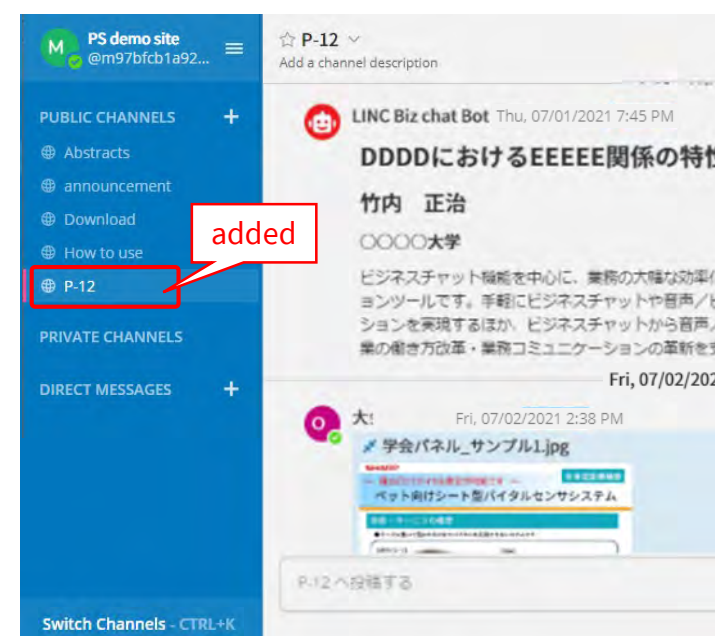 M
PS demo site
@m97bfcb1a92...
PUBLIC CHANNELS +
Abstracts
announcement
Download
How to use
P-12
added
PRIVATE CHANNELS
DIRECT MESSAGES +
Switch Channels - CTRL+K
P-12
Add a channel description
LINC Biz chat Bot Thu, 07/01/2021 7:45 PM
DDDDにおけるEEEEE関係の特性
竹内 正治
〇〇〇〇大学
ビジネスチャット機能を中心に、業務の大幅な効率化
ョンツールです。手軽にビジネスチャットや音声/ビ
ションを実現するほか、ビジネスチャットから音声/
業の働き方改革・業務コミュニケーションの革新を支
Fri, 07/02/202
O
大
Fri, 07/02/2021 2:38 PM
学会パネル_サンプル1.jpg
ペット向けシート型バイタルセンサシステム
P-12 へ投稿する